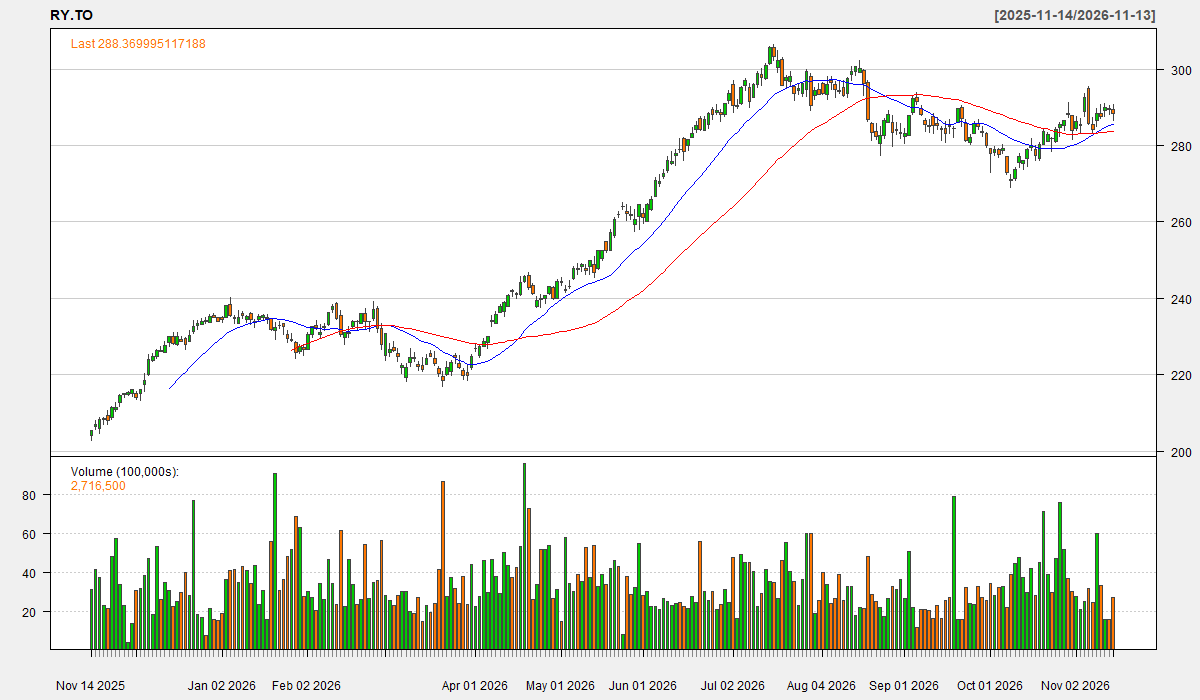 RY.TO [2025-11-14/2026-11-13]
Last 288.369995117188
300
280
260
240
220
200
Volume (100,000s):
2,716,500
80
60
40
20
Nov 14 2025 Jan 02 2026 Feb 02 2026 Apr 01 2026 May 01 2026 Jun 01 2026 Jul 02 2026 Aug 04 2026 Sep 01 2026 Oct 01 2026 Nov 02 2026